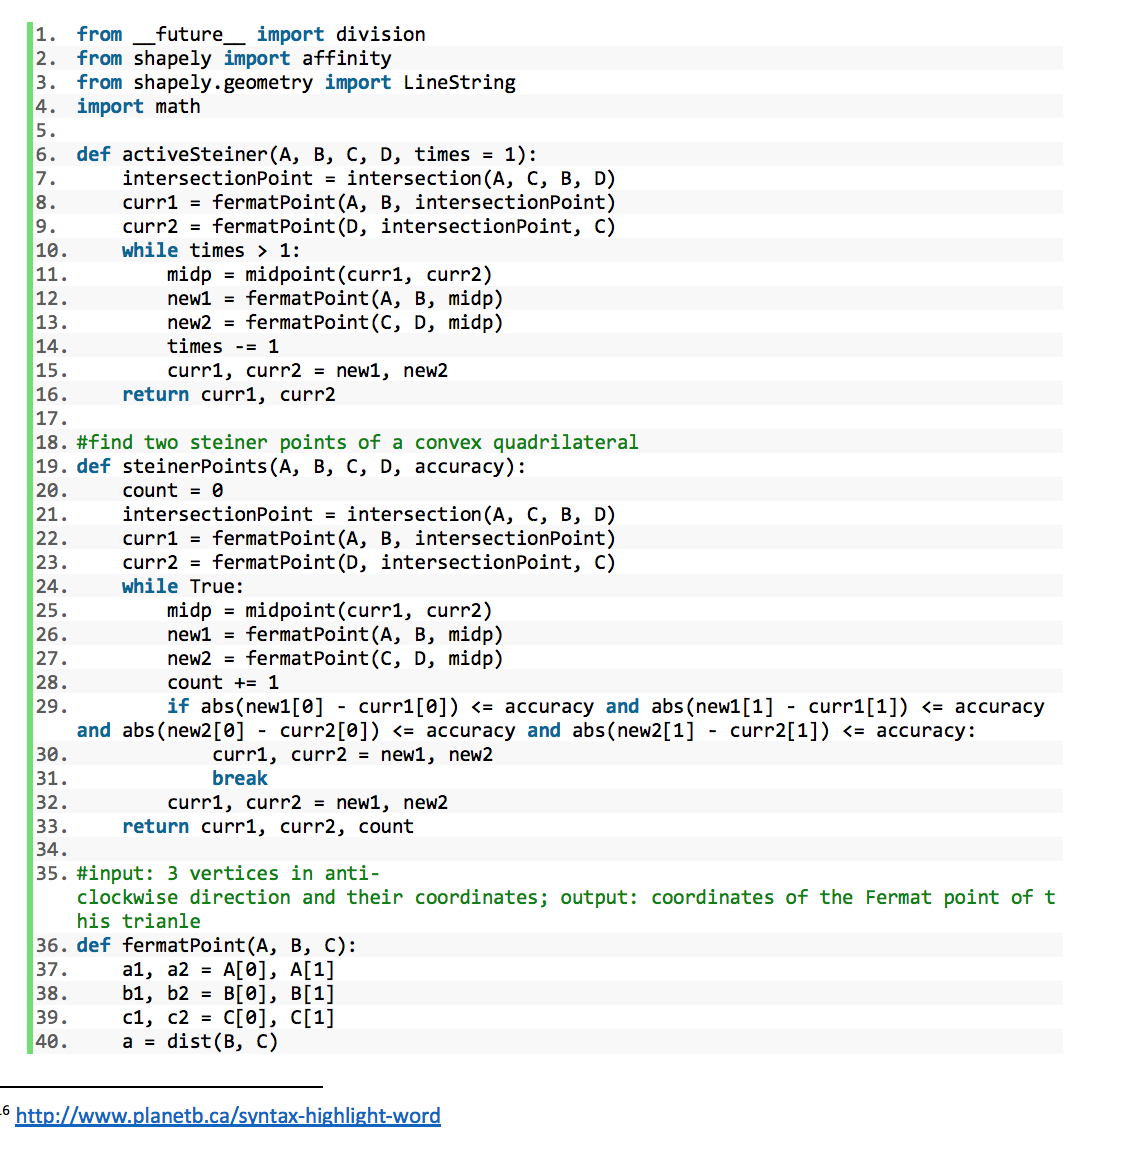 1. from __future__ import division
2. from shapely import affinity
3. from shapely.geometry import LineString
4. import math
5.
6. def activeSteiner(A, B, C, D, times = 1):
7.     intersectionPoint = intersection(A, C, B, D)
8.     curr1 = fermatPoint(A, B, intersectionPoint)
9.     curr2 = fermatPoint(D, intersectionPoint, C)
10.     while times > 1:
11.         midp = midpoint(curr1, curr2)
12.         new1 = fermatPoint(A, B, midp)
13.         new2 = fermatPoint(C, D, midp)
14.         times -= 1
15.         curr1, curr2 = new1, new2
16.     return curr1, curr2
17.
18. #find two steiner points of a convex quadrilateral
19. def steinerPoints(A, B, C, D, accuracy):
20.     count = 0
21.     intersectionPoint = intersection(A, C, B, D)
22.     curr1 = fermatPoint(A, B, intersectionPoint)
23.     curr2 = fermatPoint(D, intersectionPoint, C)
24.     while True:
25.         midp = midpoint(curr1, curr2)
26.         new1 = fermatPoint(A, B, midp)
27.         new2 = fermatPoint(C, D, midp)
28.         count += 1
29.         if abs(new1[0] - curr1[0]) <= accuracy and abs(new1[1] - curr1[1]) <= accuracy
and abs(new2[0] - curr2[0]) <= accuracy and abs(new2[1] - curr2[1]) <= accuracy:
30.             curr1, curr2 = new1, new2
31.             break
32.         curr1, curr2 = new1, new2
33.     return curr1, curr2, count
34.
35. #input: 3 vertices in anti-
clockwise direction and their coordinates; output: coordinates of the Fermat point of t
his trianle
36. def fermatPoint(A, B, C):
37.     a1, a2 = A[0], A[1]
38.     b1, b2 = B[0], B[1]
39.     c1, c2 = C[0], C[1]
40.     a = dist(B, C)
6 http://www.planetb.ca/syntax-highlight-word